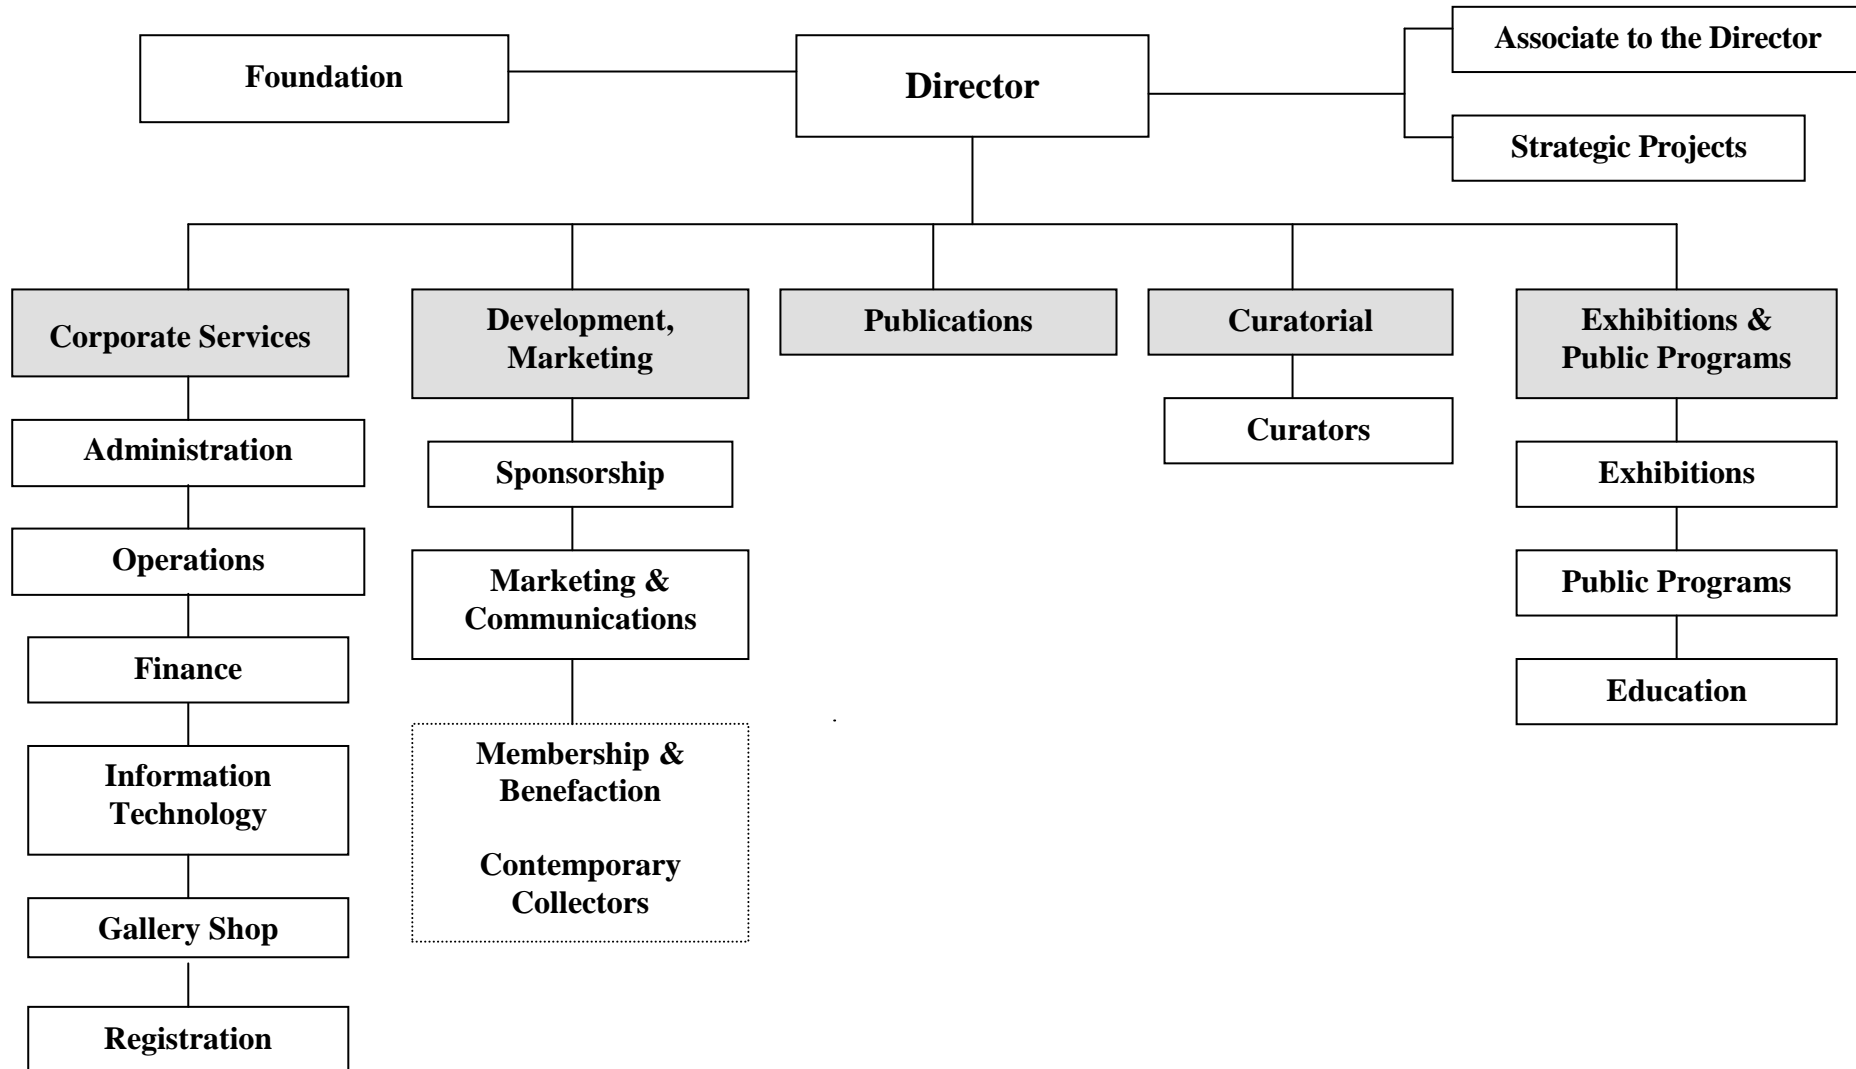 Foundation
Director
Associate to the Director
Strategic Projects
Corporate Services
Administration
Operations
Finance
Information
Technology
Gallery Shop
Registration
Development,
Marketing
Sponsorship
Marketing &
Communications
Membership &
Benefaction
Contemporary
Collectors
Publications
Curatorial
Curators
Exhibitions &
Public Programs
Exhibitions
Public Programs
Education